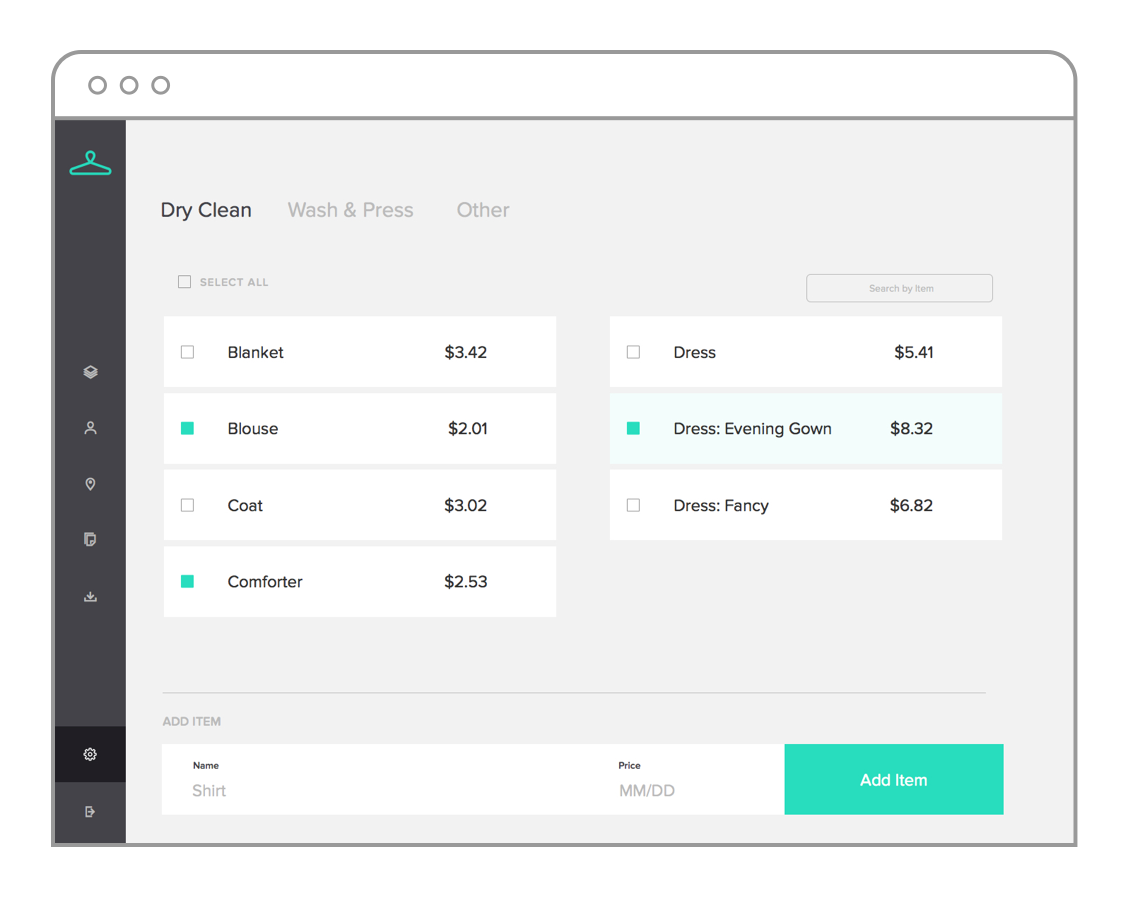 Dry Clean Wash & Press Other
SELECT ALL
Search by Item
Blanket $3.42
Dress $5.41
Blouse $2.01
Dress: Evening Gown $8.32
Coat $3.02
Dress: Fancy $6.82
Comforter $2.53
ADD ITEM
Name Price
Shirt MM/DD
Add Item